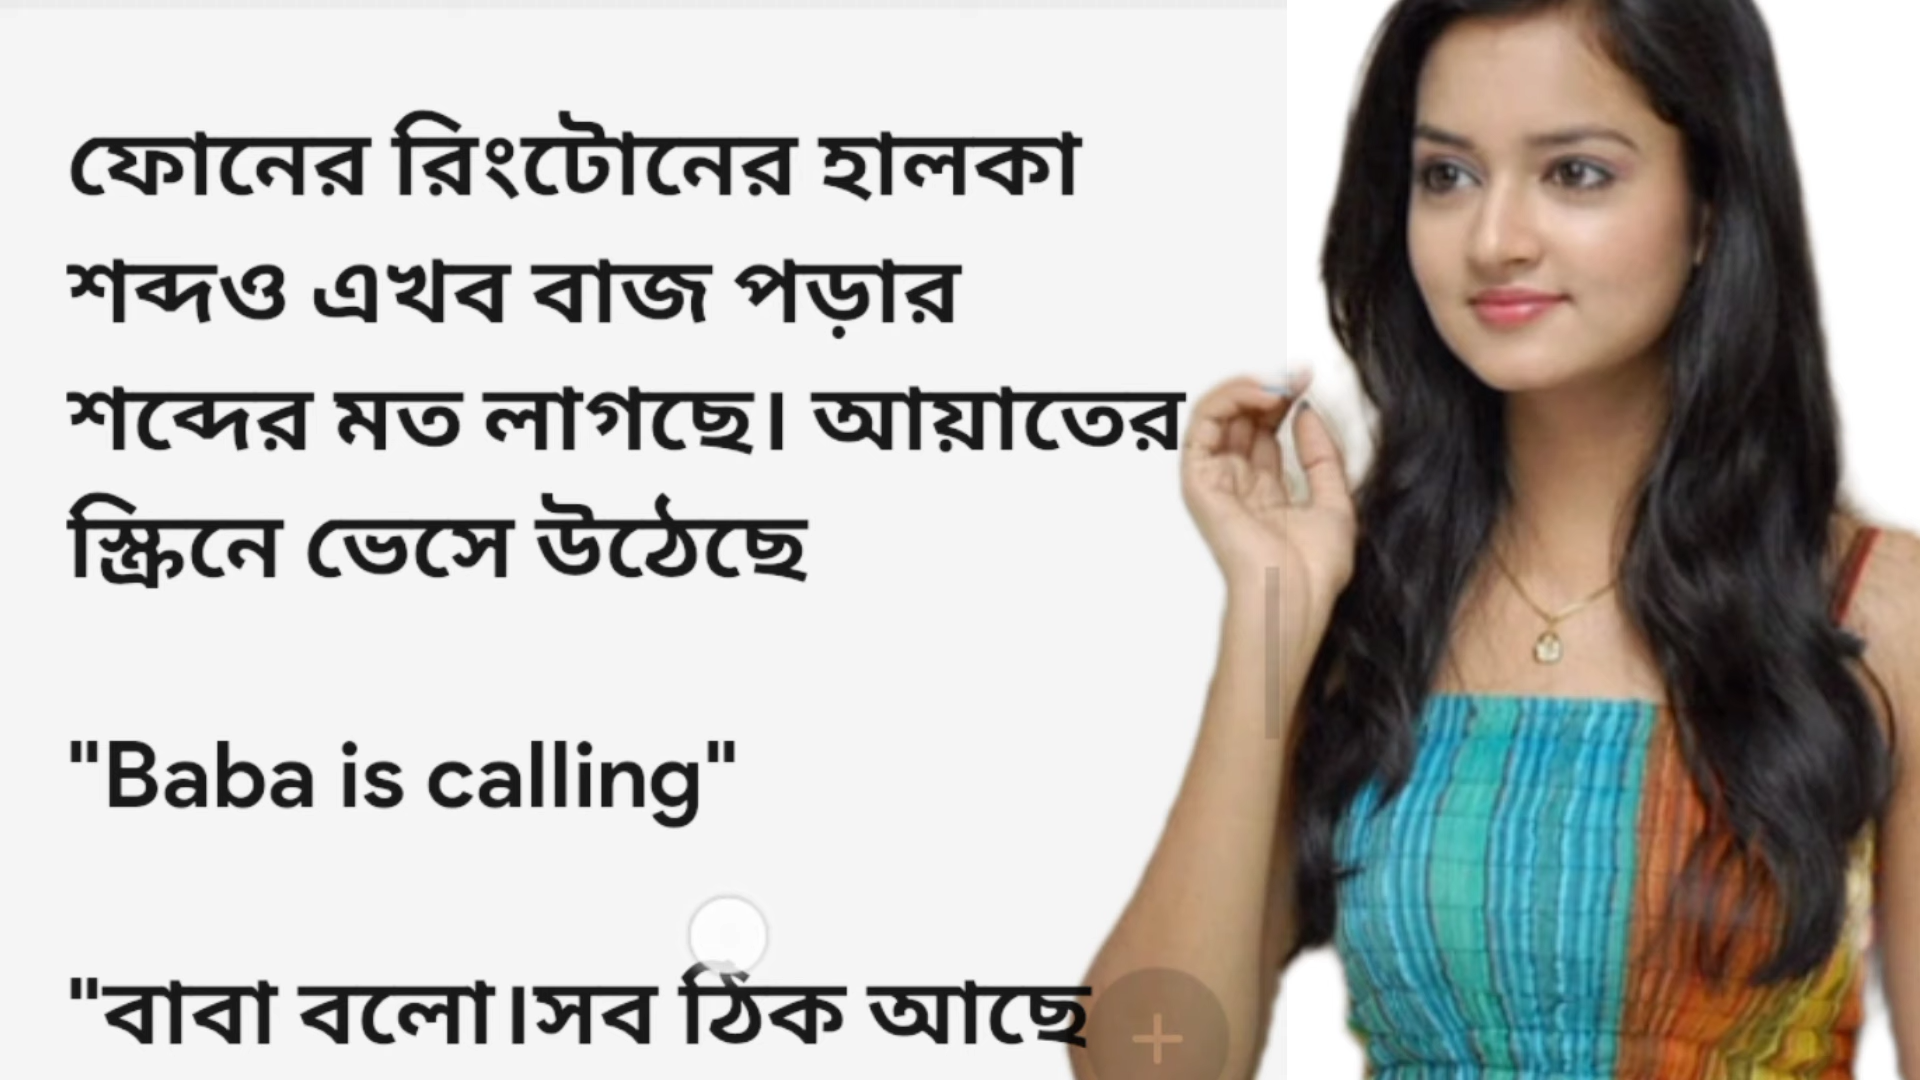 ফোনের রিংটোনের হালকা
শব্দও এখব বাজ পড়ার
শব্দের মত লাগছে। আয়াতের
স্ক্রিনে ভেসে উঠেছে
"Baba is calling"
"বাবা বলো।সব ঠিক আছে